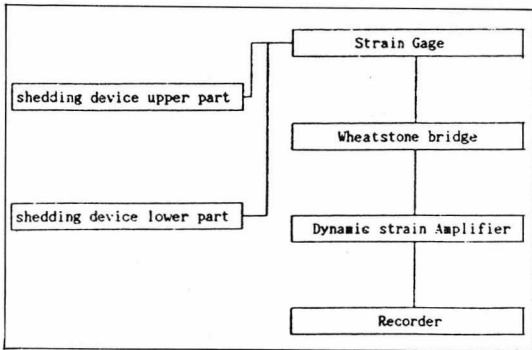 Strain Gage
shedding device upper part
Wheatstone bridge
shedding device lower part
Dynamic strain Amplifier
Recorder